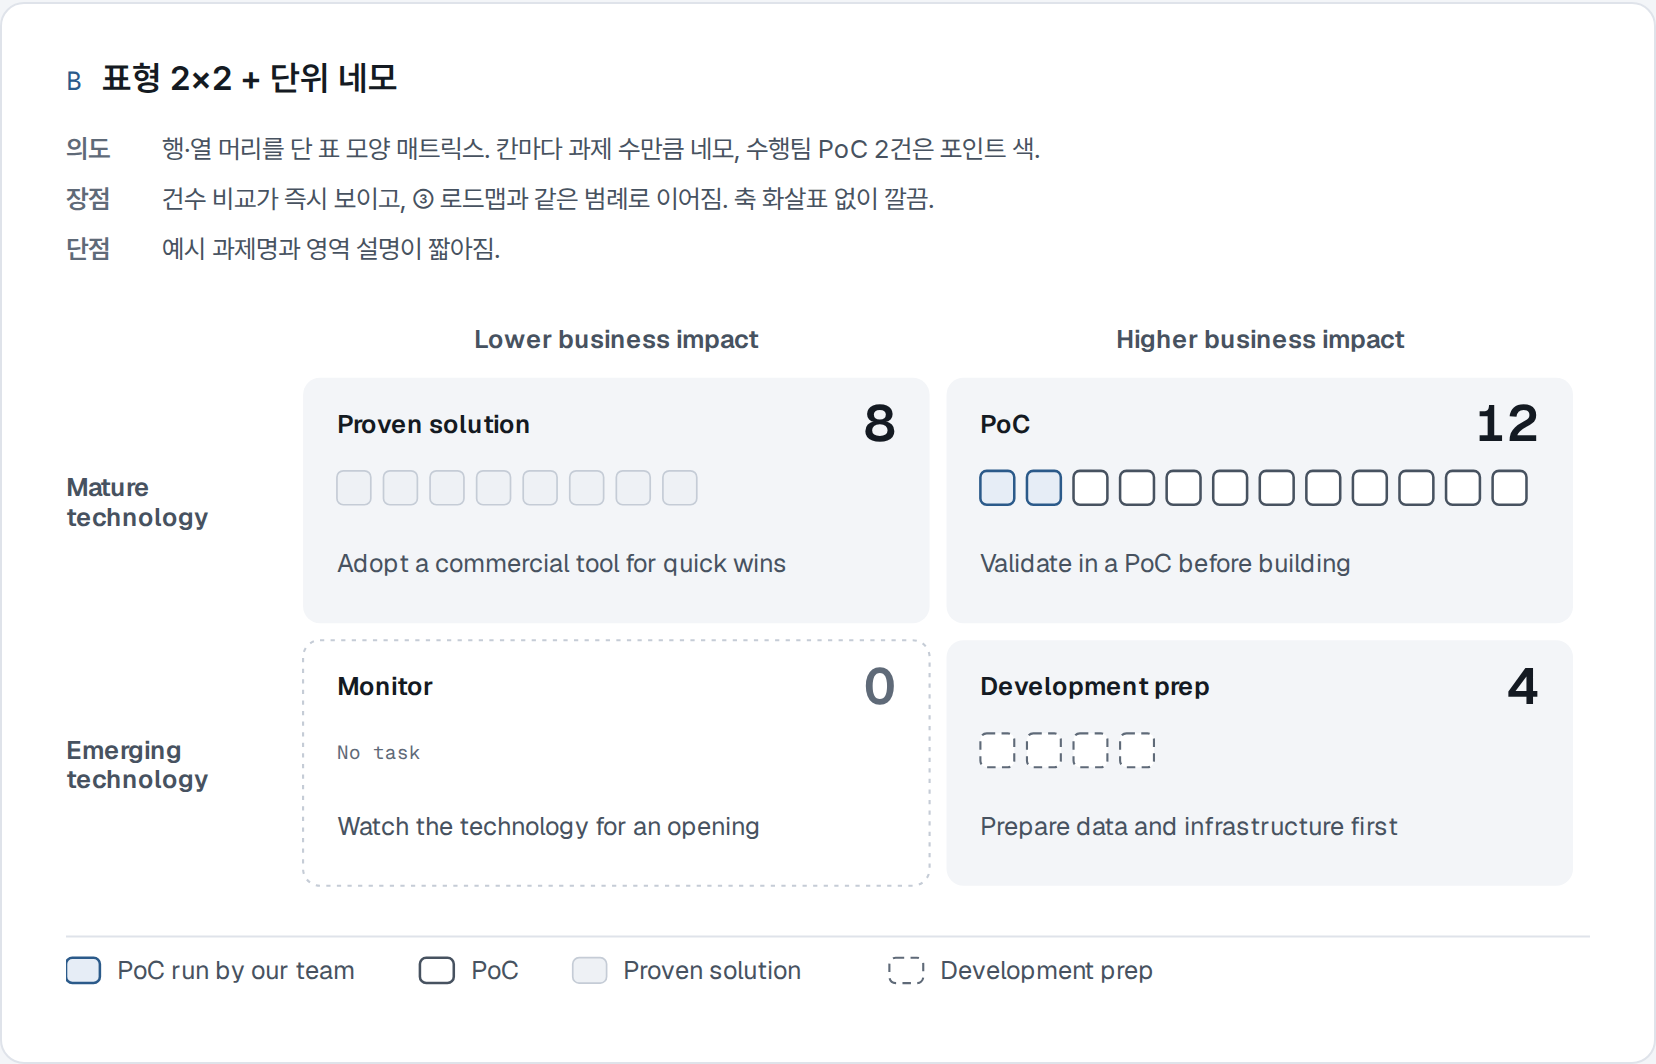 B 표형 2×2 + 단위 네모
의도 행·열 머리를 단 표 모양 매트릭스. 칸마다 과제 수만큼 네모, 수행팀 PoC 2건은 포인트 색.
장점 건수 비교가 즉시 보이고, ③ 로드맵과 같은 범례로 이어짐. 축 화살표 없이 깔끔.
단점 예시 과제명과 영역 설명이 짧아짐.
Lower business impact
Higher business impact
Mature
technology
Proven solution 8
Adopt a commercial tool for quick wins
PoC 12
Validate in a PoC before building
Emerging
technology
Monitor 0
No task
Watch the technology for an opening
Development prep 4
Prepare data and infrastructure first
PoC run by our team
PoC
Proven solution
Development prep